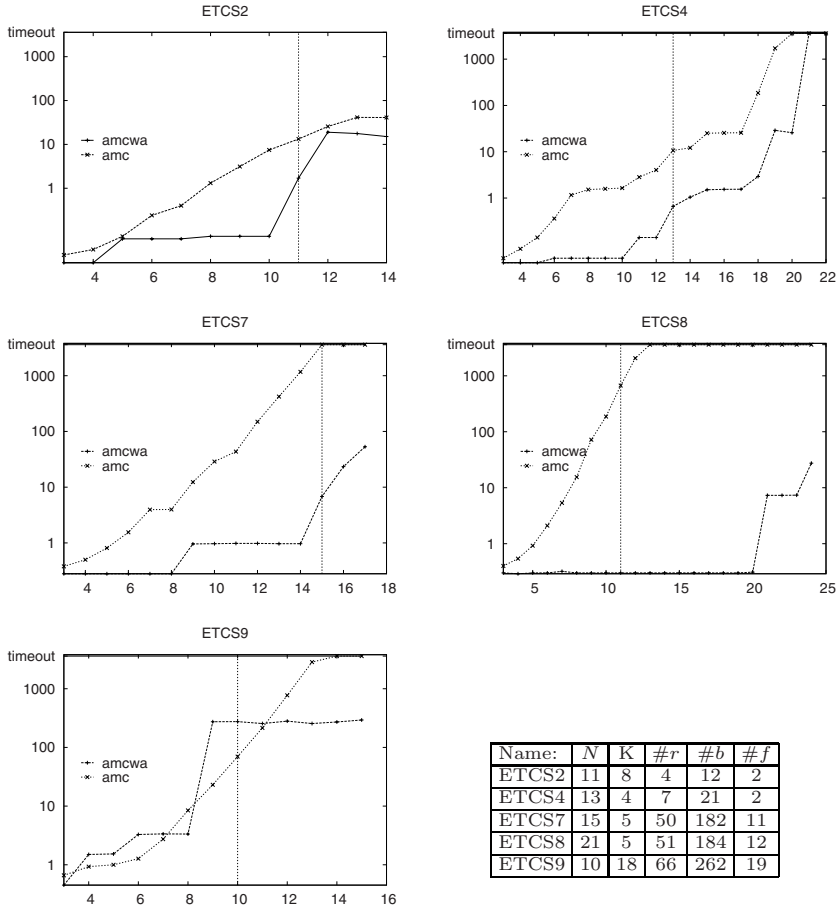 ETCS2
timeout
1000
100
10
1
amcwa
amc
4 6 8 10 12 14
ETCS4
timeout
1000
100
10
1
amcwa
amc
4 6 8 10 12 14 16 18 20 22
ETCS7
timeout
1000
100
10
1
amcwa
amc
4 6 8 10 12 14 16 18
ETCS8
timeout
1000
100
10
1
amcwa
amc
5 10 15 20 25
ETCS9
timeout
1000
100
10
1
amcwa
amc
4 6 8 10 12 14 16
Name: N K #r #b #f
ETCS2 11 8 4 12 2
ETCS4 13 4 7 21 2
ETCS7 15 5 50 182 11
ETCS8 21 5 51 184 12
ETCS9 10 18 66 262 19